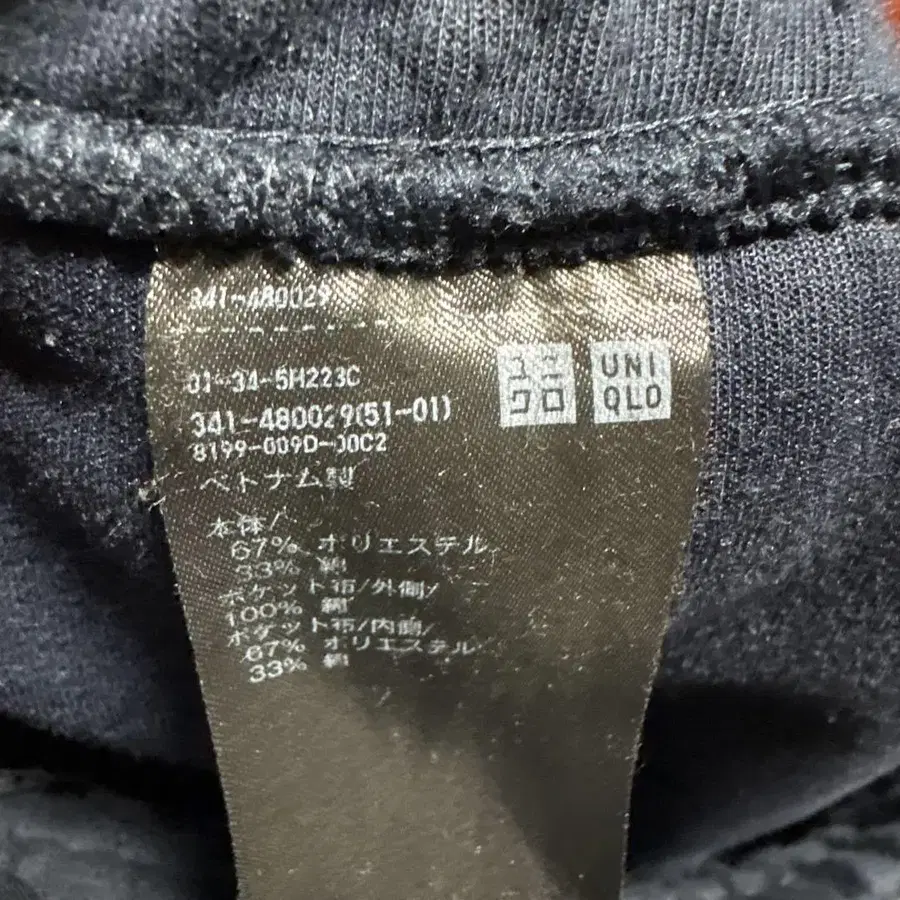 341-480029
ユニ
クロ
UNI
QLO
01-34-5H223C
341-480029(51-01)
8199-009D-00C2
ベトナム製
本体/
67% ポリエステル
33% 綿
ポケット布/外側/
100% 綿
ポケット布/内側/
67% ポリエステル
33% 綿